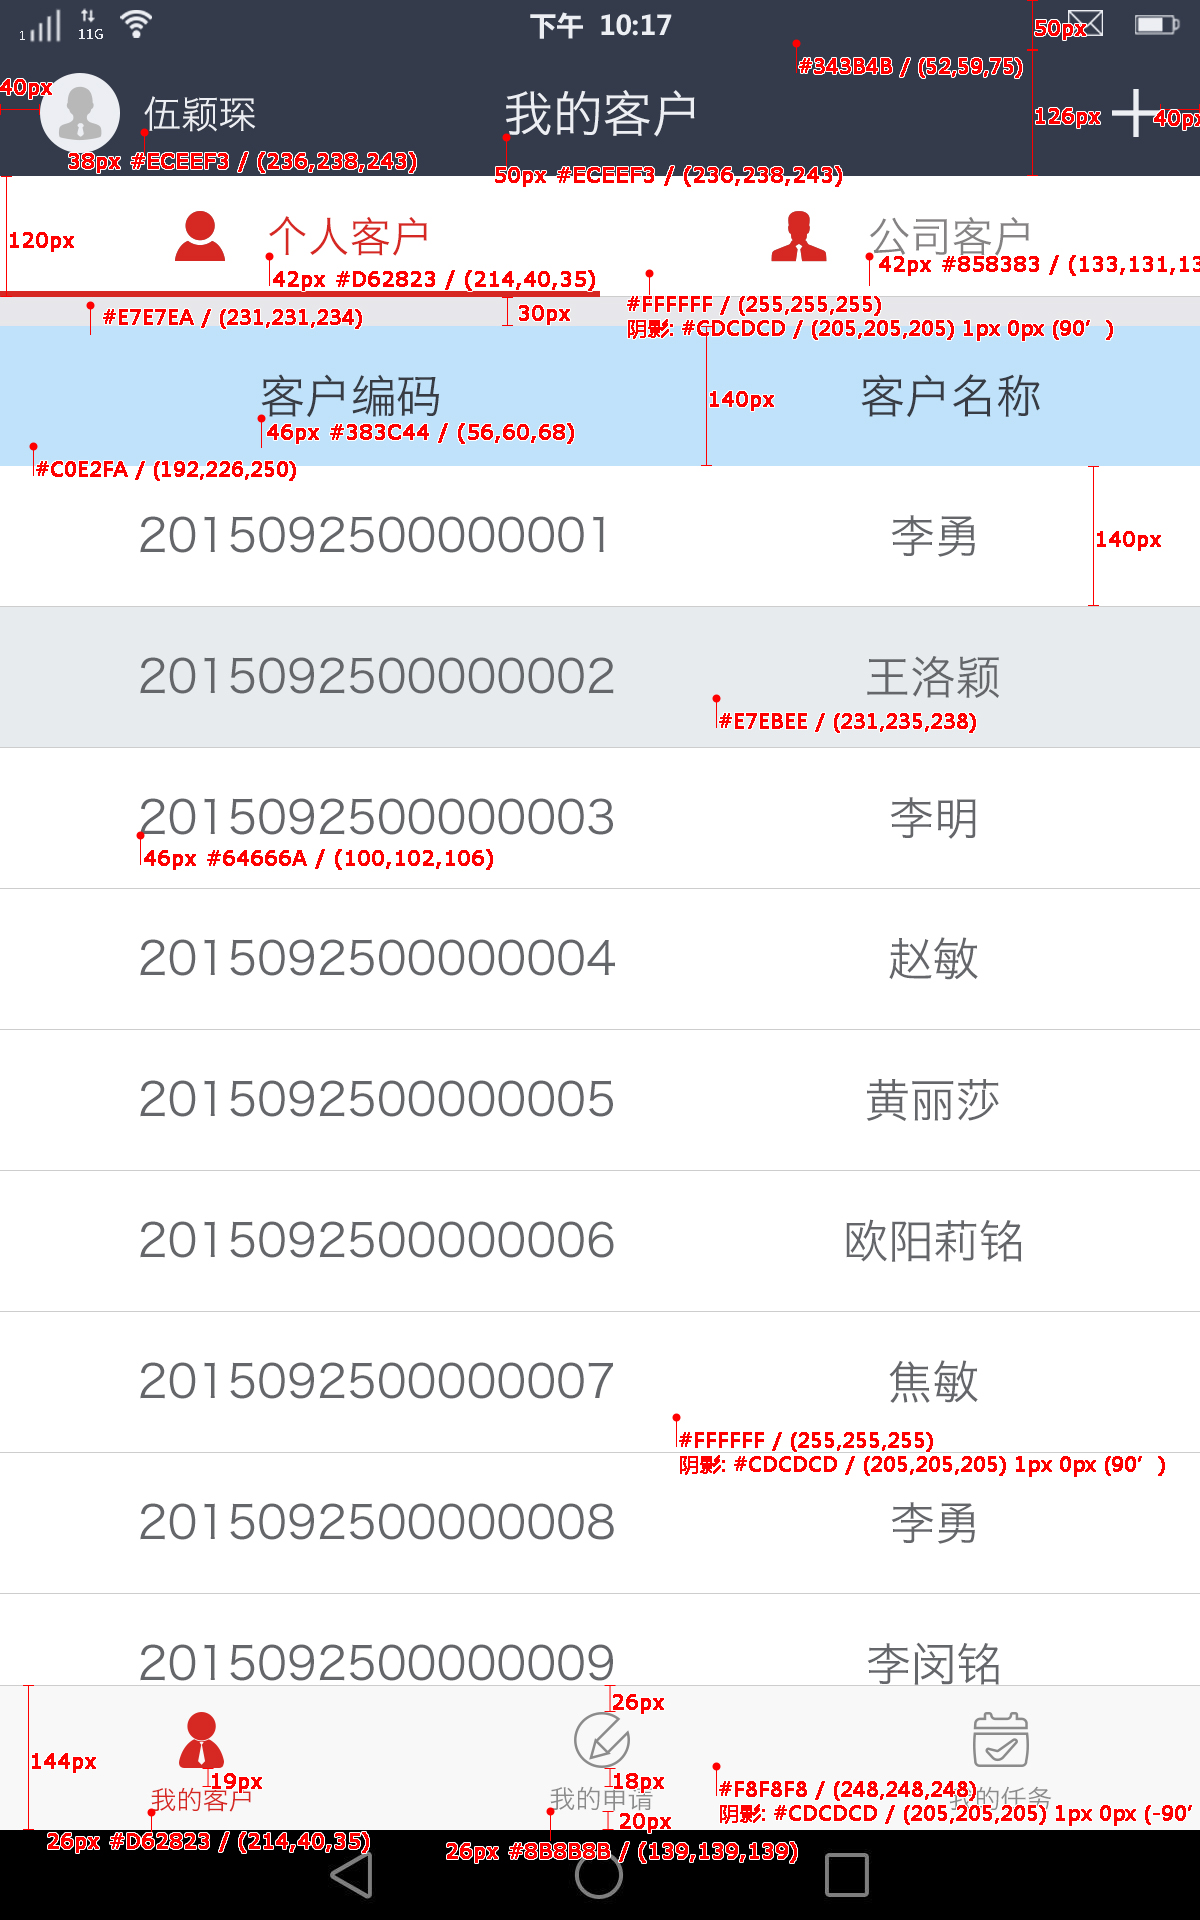 1 11G 下午 10:17 50px
#343B4B / (52,59,75)
40px 伍颖琛 我的客户 126px 40px
38px #ECEEF3 / (236,238,243)
50px #ECEEF3 / (236,238,243)
120px 个人客户 公司客户
42px #D62823 / (214,40,35) 42px #858383 / (133,131,13
#E7E7EA / (231,231,234) 30px #FFFFFF / (255,255,255)
阴影: #CDCDCD / (205,205,205) 1px 0px (90′)
客户编码 140px 客户名称
46px #383C44 / (56,60,68)
#C0E2FA / (192,226,250)
2015092500000001 李勇 140px
2015092500000002 王洛颖
#E7EBEE / (231,235,238)
2015092500000003 李明
46px #64666A / (100,102,106)
2015092500000004 赵敏
2015092500000005 黄丽莎
2015092500000006 欧阳莉铭
2015092500000007 焦敏
#FFFFFF / (255,255,255)
阴影: #CDCDCD / (205,205,205) 1px 0px (90′)
2015092500000008 李勇
2015092500000009 李闵铭
26px
144px 19px 18px #F8F8F8 / (248,248,248)
我的客户 我的申请 我的任务
20px 阴影: #CDCDCD / (205,205,205) 1px 0px (-90′
26px #D62823 / (214,40,35) 26px #8B8B8B / (139,139,139)